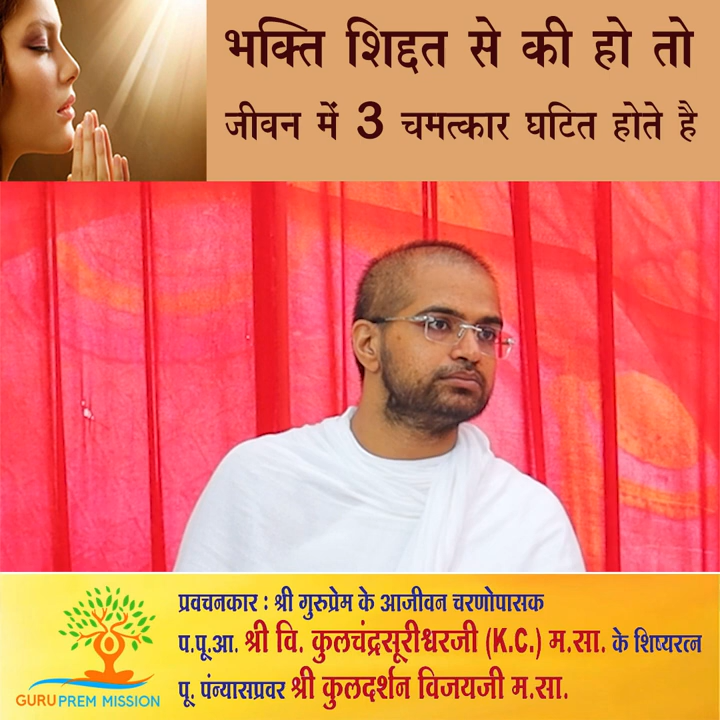 भक्ति शिद्दत से की हो तो
जीवन में 3 चमत्कार घटित होते है
प्रवचनकार : श्री गुरुप्रेम के आजीवन चरणोपासक
प.पू.आ. श्री वि. कुलचंद्रसूरीश्वरजी (K.C.) म.सा. के शिष्यरत्न
पू. पंन्यासप्रवर श्री कुलदर्शन विजयजी म.सा.
GURU PREM MISSION